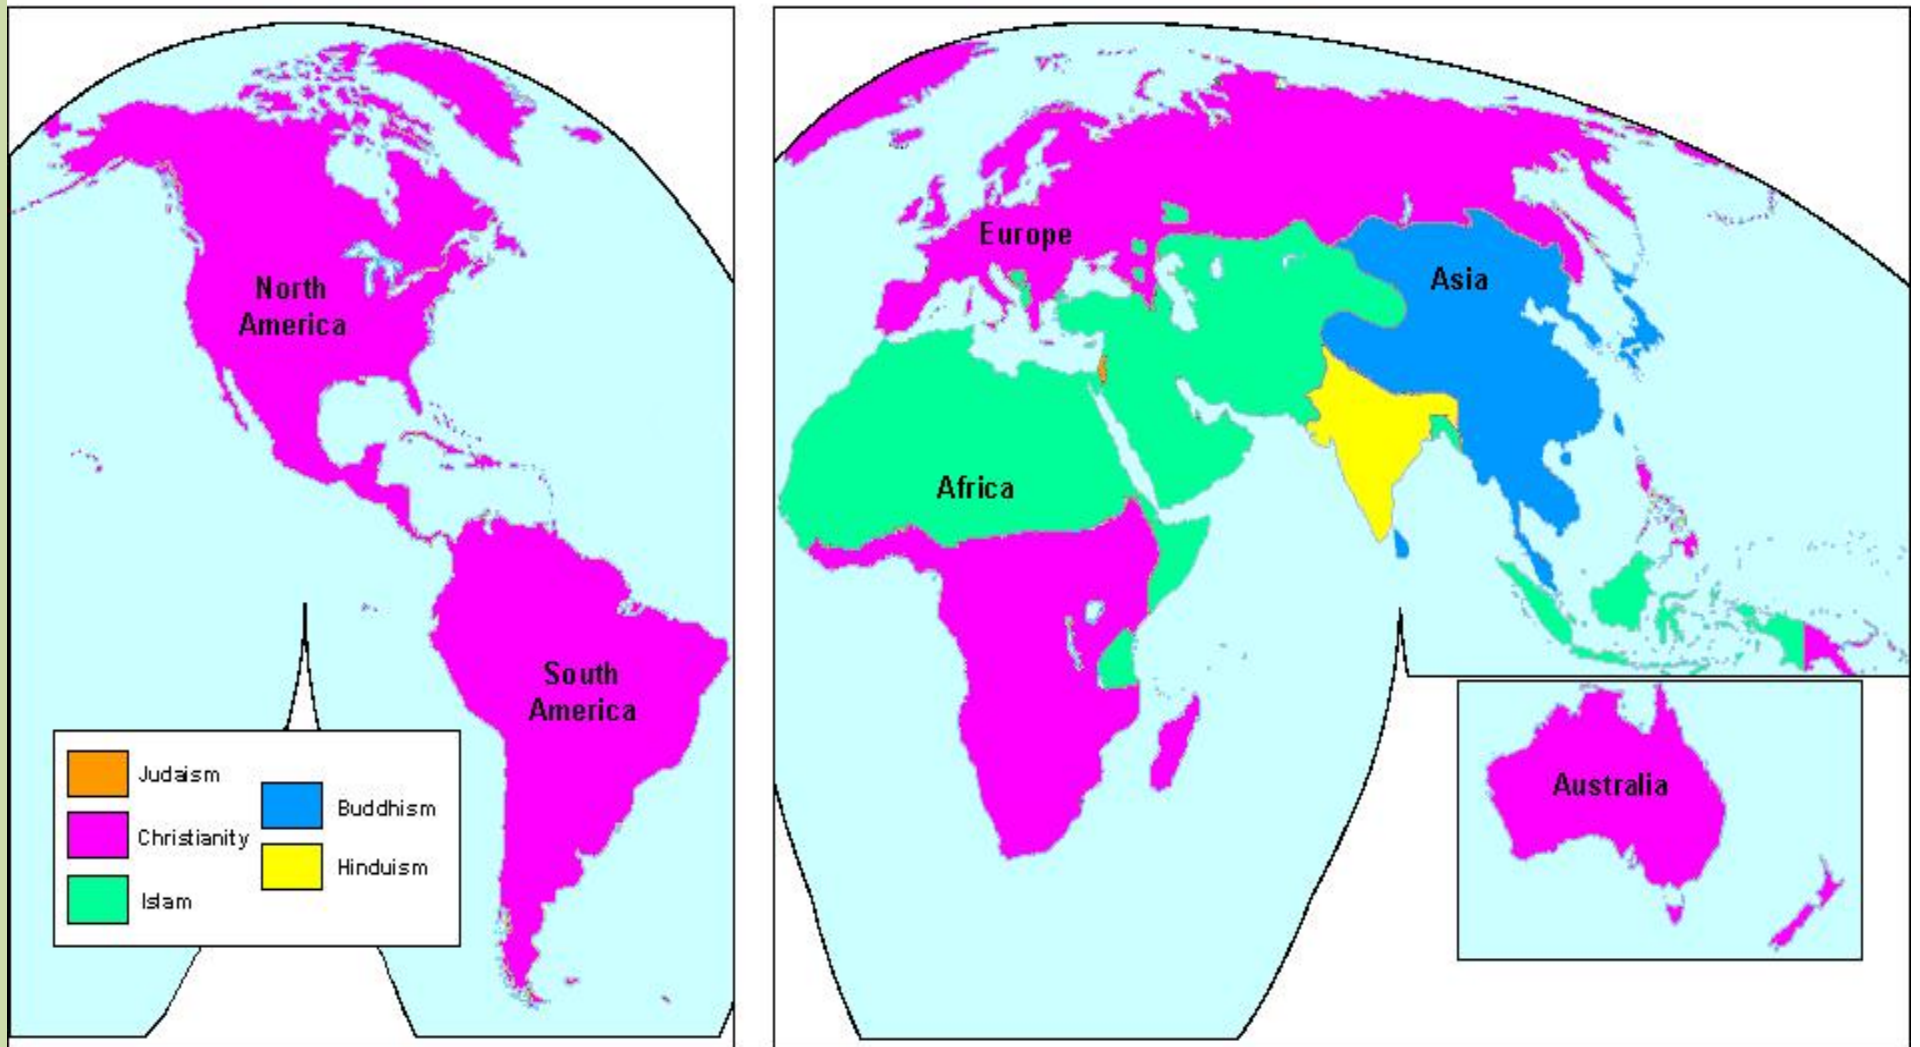 North
America
South
America
Judaism
Christianity
Islam
Buddhism
Hinduism
Europe
Asia
Africa
Australia